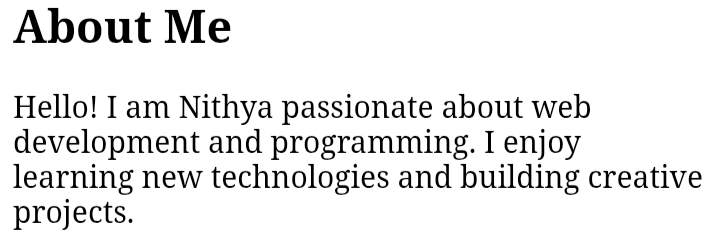 About Me
Hello! I am Nithya passionate about web
development and programming. I enjoy
learning new technologies and building creative
projects.